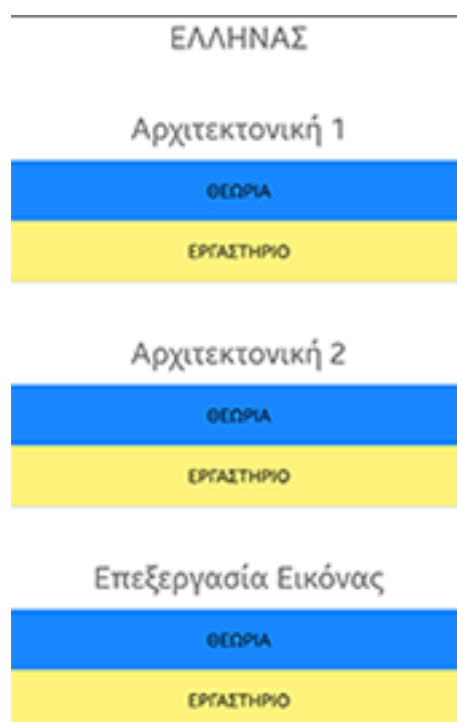 ΕΛΛΗΝΑΣ
Αρχιτεκτονική 1
ΘΕΩΡΙΑ
ΕΡΓΑΣΤΗΡΙΟ
Αρχιτεκτονική 2
ΘΕΩΡΙΑ
ΕΡΓΑΣΤΗΡΙΟ
Επεξεργασία Εικόνας
ΘΕΩΡΙΑ
ΕΡΓΑΣΤΗΡΙΟ